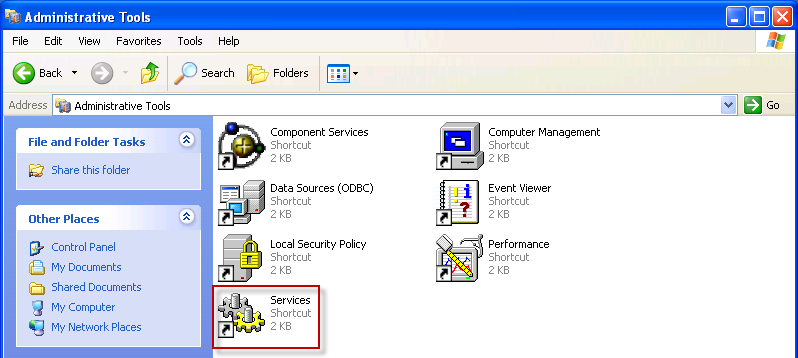 Administrative Tools
File Edit View Favorites Tools Help
Back Search Folders
Address Administrative Tools Go
File and Folder Tasks
Share this folder
Other Places
Control Panel
My Documents
Shared Documents
My Computer
My Network Places
Component Services
Shortcut
2 KB
Computer Management
Shortcut
2 KB
Data Sources (ODBC)
Shortcut
2 KB
Event Viewer
Shortcut
2 KB
Local Security Policy
Shortcut
2 KB
Performance
Shortcut
2 KB
Services
Shortcut
2 KB